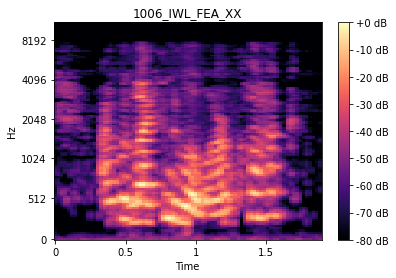 1006_IWL_FEA_XX
Hz
8192
4096
2048
1024
512
0
0
0.5
1
1.5
Time
+0 dB
-10 dB
-20 dB
-30 dB
-40 dB
-50 dB
-60 dB
-70 dB
-80 dB